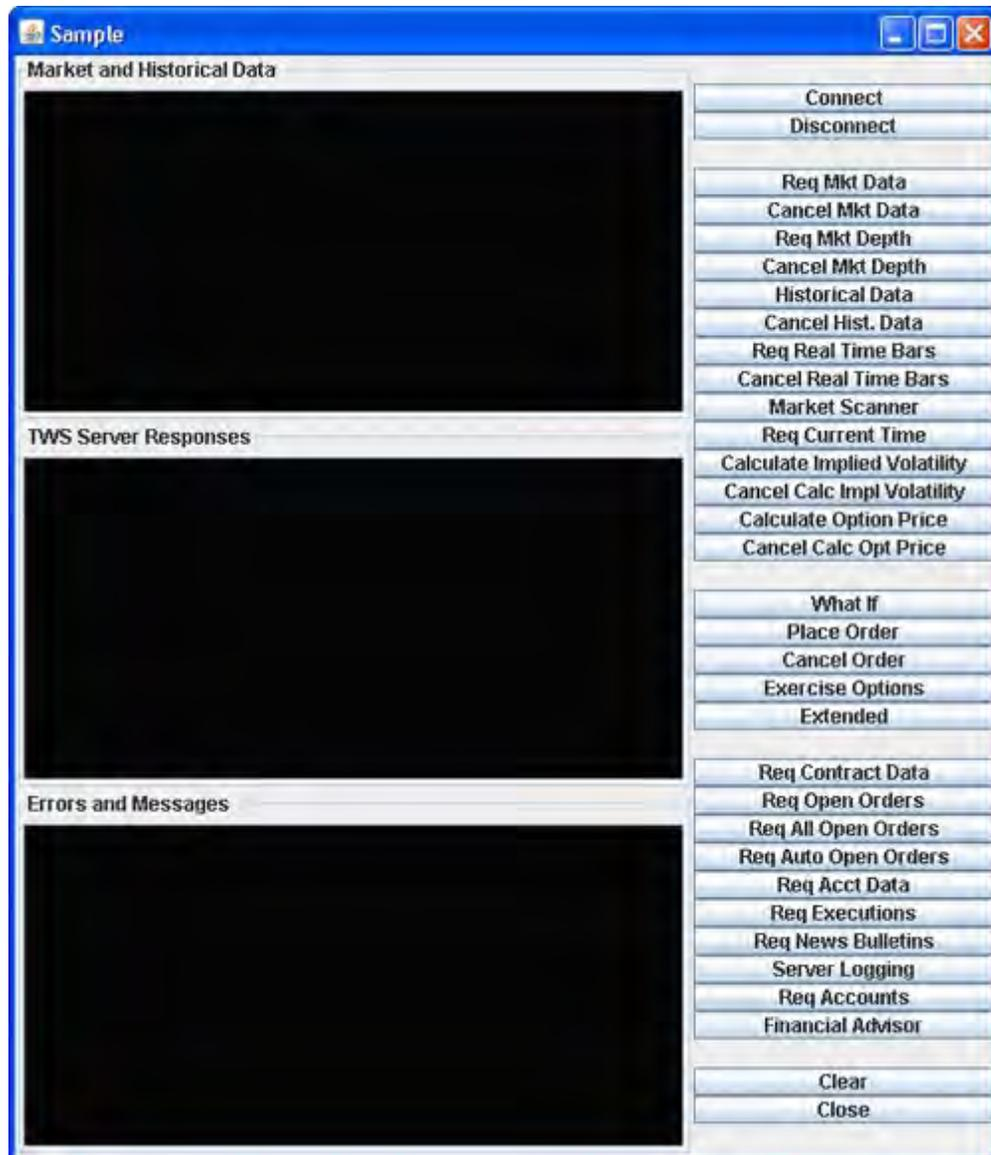 Sample
Market and Historical Data
TWS Server Responses
Errors and Messages
Connect
Disconnect
Req Mkt Data
Cancel Mkt Data
Req Mkt Depth
Cancel Mkt Depth
Historical Data
Cancel Hist. Data
Req Real Time Bars
Cancel Real Time Bars
Market Scanner
Req Current Time
Calculate Implied Volatility
Cancel Calc Impl Volatility
Calculate Option Price
Cancel Calc Opt Price
What If
Place Order
Cancel Order
Exercise Options
Extended
Req Contract Data
Req Open Orders
Req All Open Orders
Req Auto Open Orders
Req Acct Data
Req Executions
Req News Bulletins
Server Logging
Req Accounts
Financial Advisor
Clear
Close